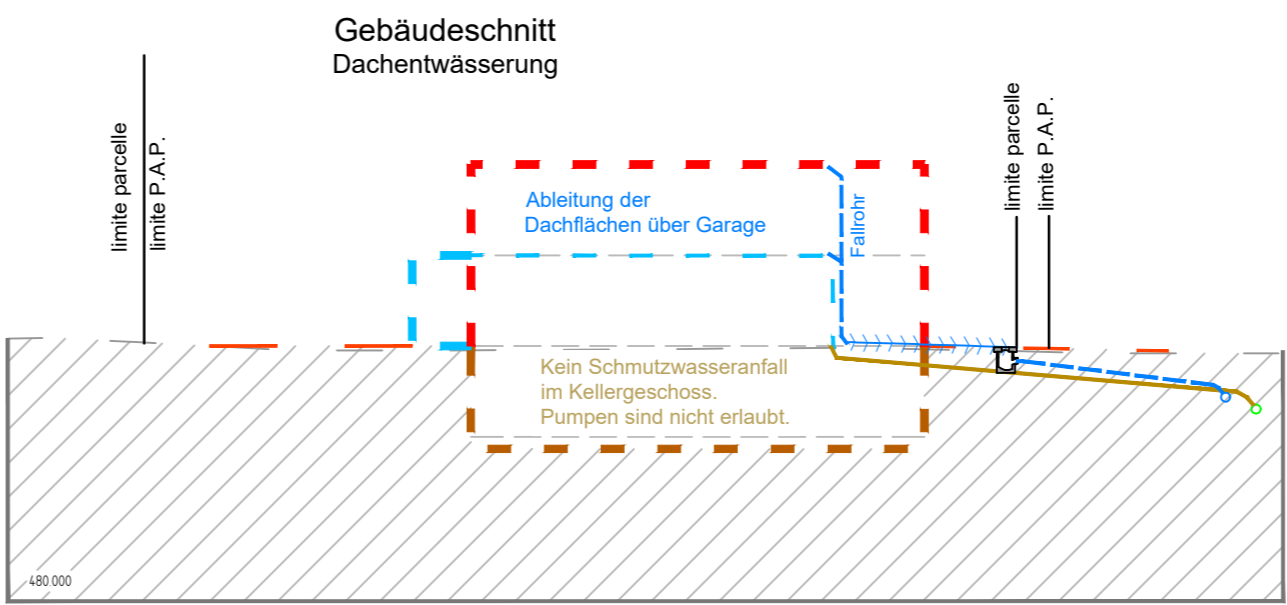 Gebäudeschnitt
Dachentwässerung
limite parcelle
limite P.A.P.
limite parcelle
limite P.A.P.
Ableitung der
Dachflächen über Garage
Fallrohr
Kein Schmutzwasseranfall
im Kellergeschoss.
Pumpen sind nicht erlaubt.
480.000